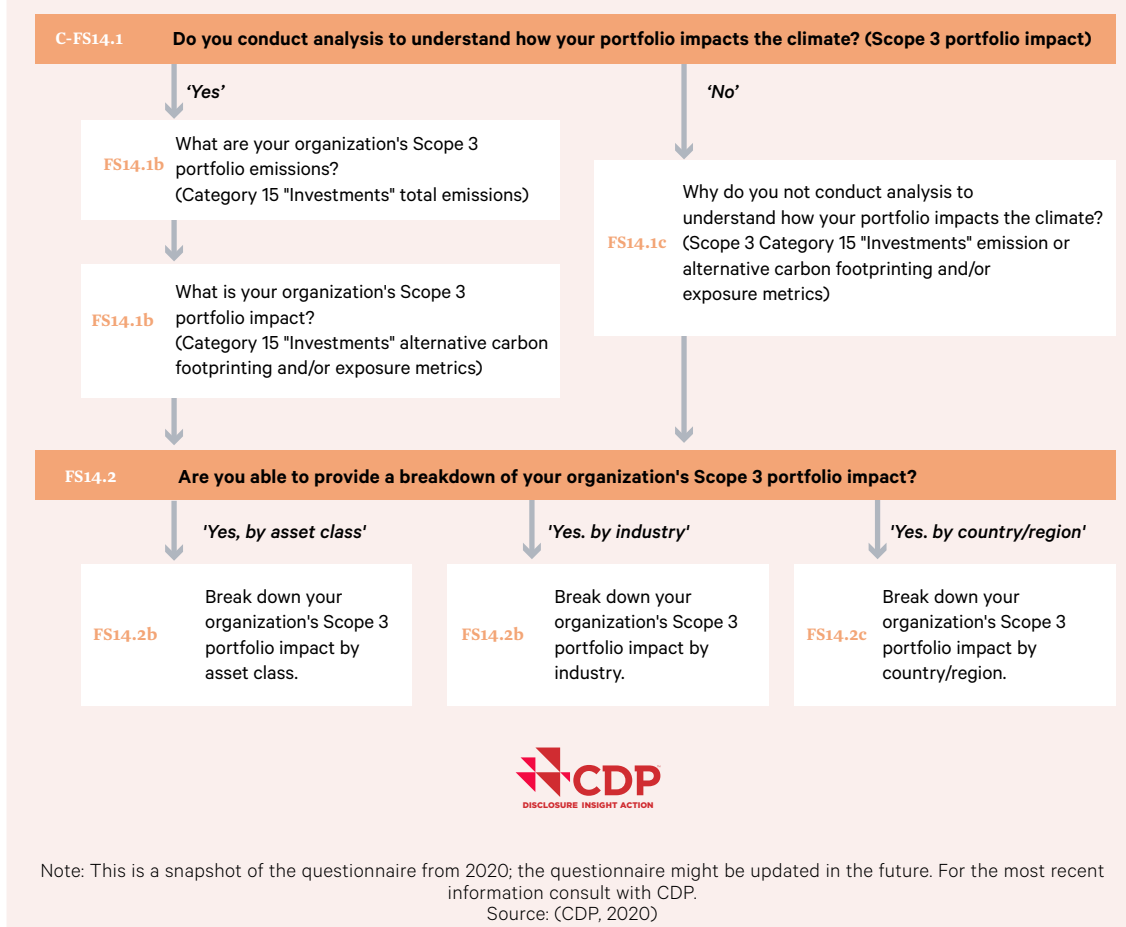 C-FS14.1 Do you conduct analysis to understand how your portfolio impacts the climate? (Scope 3 portfolio impact)
‘Yes’
‘No’
FS14.1b
What are your organization's Scope 3
portfolio emissions?
(Category 15 "Investments" total emissions)
FS14.1c
Why do you not conduct analysis to
understand how your portfolio impacts the climate?
(Scope 3 Category 15 "Investments" emission or
alternative carbon footprinting and/or
exposure metrics)
FS14.1b
What is your organization's Scope 3
portfolio impact?
(Category 15 "Investments" alternative carbon
footprinting and/or exposure metrics)
FS14.2 Are you able to provide a breakdown of your organization's Scope 3 portfolio impact?
'Yes, by asset class'
'Yes. by industry'
'Yes. by country/region'
FS14.2b
Break down your
organization's Scope 3
portfolio impact by
asset class.
FS14.2b
Break down your
organization's Scope 3
portfolio impact by
industry.
FS14.2c
Break down your
organization's Scope 3
portfolio impact by
country/region.
CDP
DISCLOSURE INSIGHT ACTION
Note: This is a snapshot of the questionnaire from 2020; the questionnaire might be updated in the future. For the most recent
information consult with CDP.
Source: (CDP, 2020)